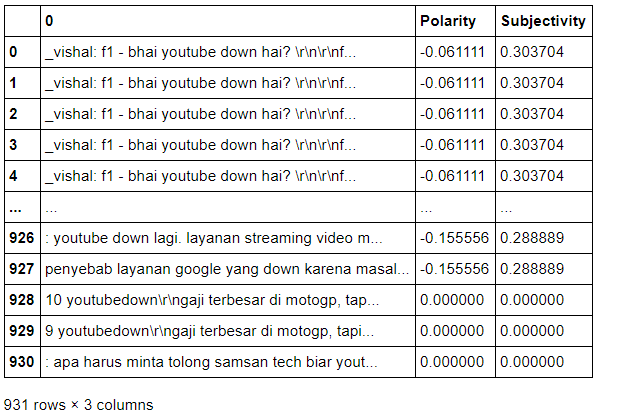 0 Polarity Subjectivity
0 _vishal: f1 - bhai youtube down hai? \r\n\r\nf... -0.061111 0.303704
1 _vishal: f1 - bhai youtube down hai? \r\n\r\nf... -0.061111 0.303704
2 _vishal: f1 - bhai youtube down hai? \r\n\r\nf... -0.061111 0.303704
3 _vishal: f1 - bhai youtube down hai? \r\n\r\nf... -0.061111 0.303704
4 _vishal: f1 - bhai youtube down hai? \r\n\r\nf... -0.061111 0.303704
... ... ... ...
926 : youtube down lagi. layanan streaming video m... -0.155556 0.288889
927 penyebab layanan google yang down karena masal... -0.155556 0.288889
928 10 youtubedown\r\ngaji terbesar di motogp, tap... 0.000000 0.000000
929 9 youtubedown\r\ngaji terbesar di motogp, tapi... 0.000000 0.000000
930 : apa harus minta tolong samsan tech biar yout... 0.000000 0.000000
931 rows × 3 columns